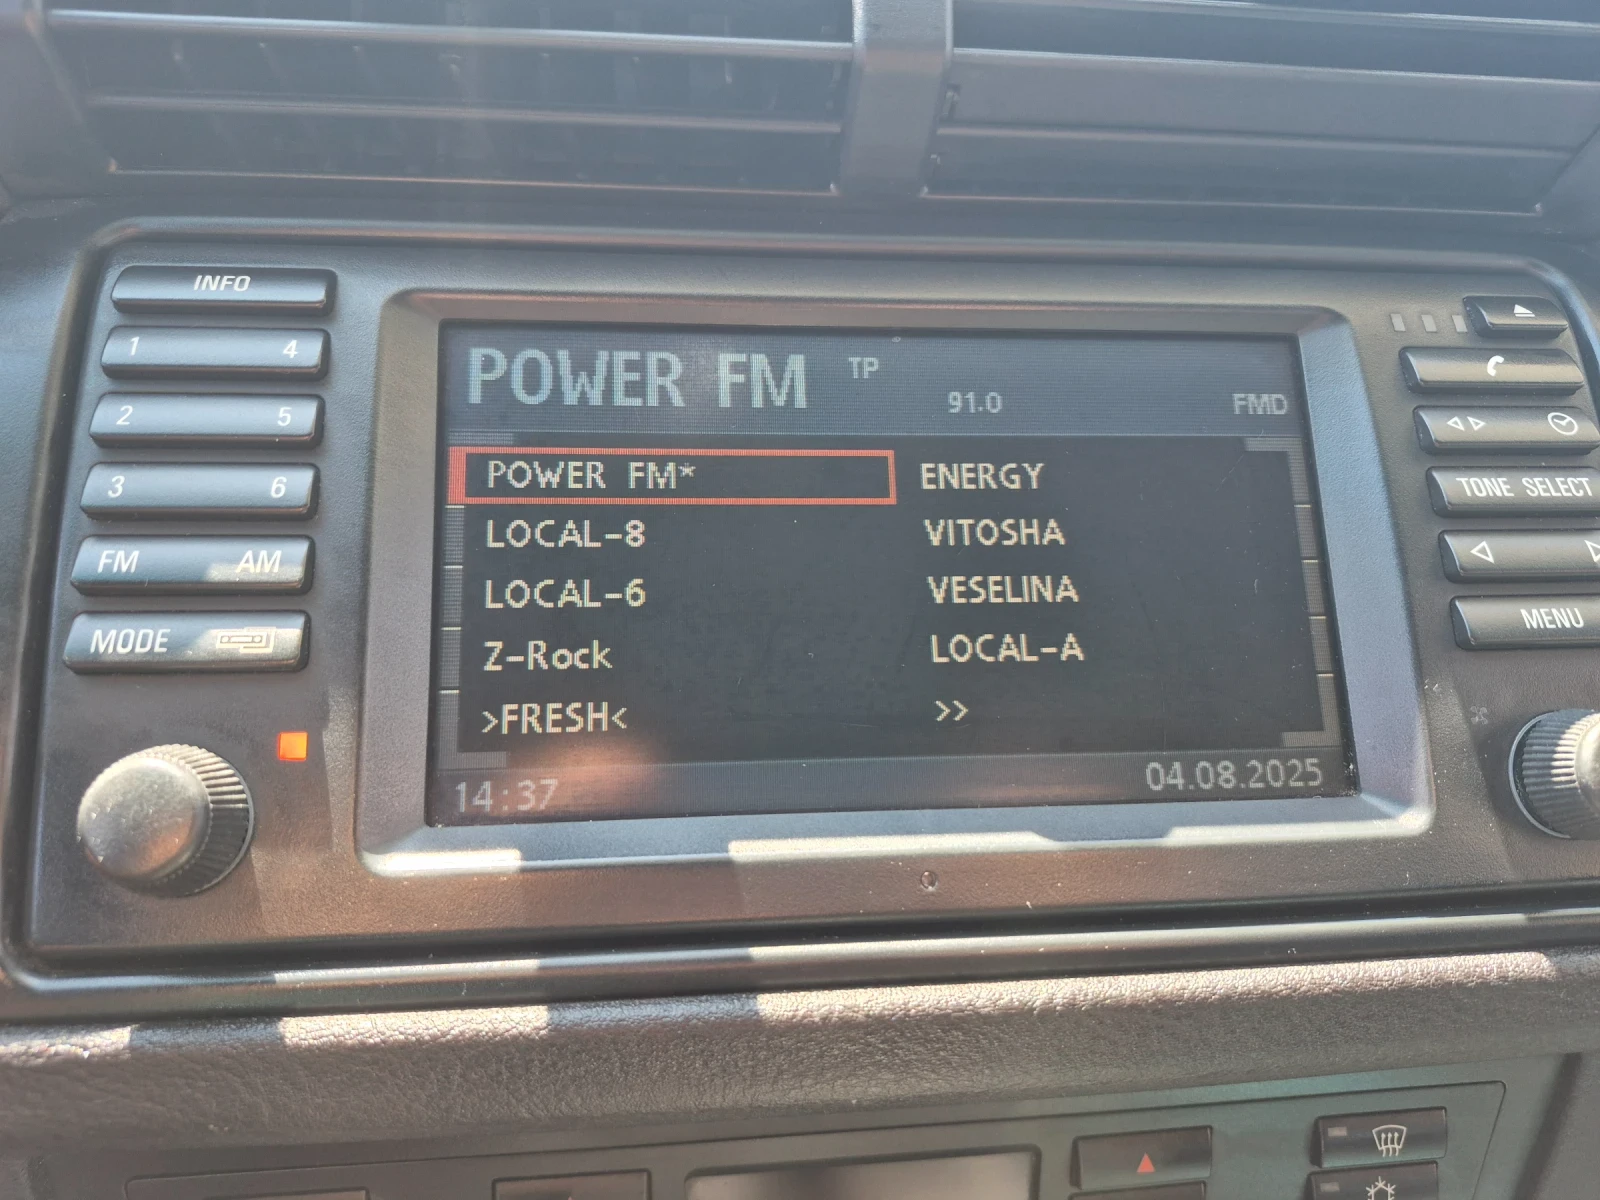 INFO
1 4
2 5
3 6
FM AM
MODE
POWER FM TP 91.0 FMD
POWER FM*
LOCAL-8
LOCAL-6
Z-Rock
>FRESH<
ENERGY
VITOSHA
VESELINA
LOCAL-A
>>
14:37 04.08.2025
TONE SELECT
MENU